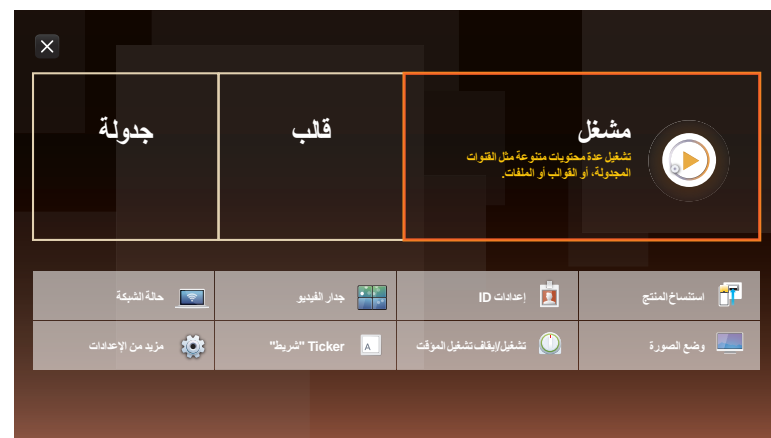 مشغل
تشغيل عدة محتويات متنوعة مثل القنوات
المجدولة، أو القوالب أو الملفات.
قالب
جدولة
استنساخ المنتج
إعدادات ID
جدار الفيديو
حالة الشبكة
وضع الصورة
تشغيل/إيقاف تشغيل الموقت
Ticker "شريط"
A
مزيد من الإعدادات